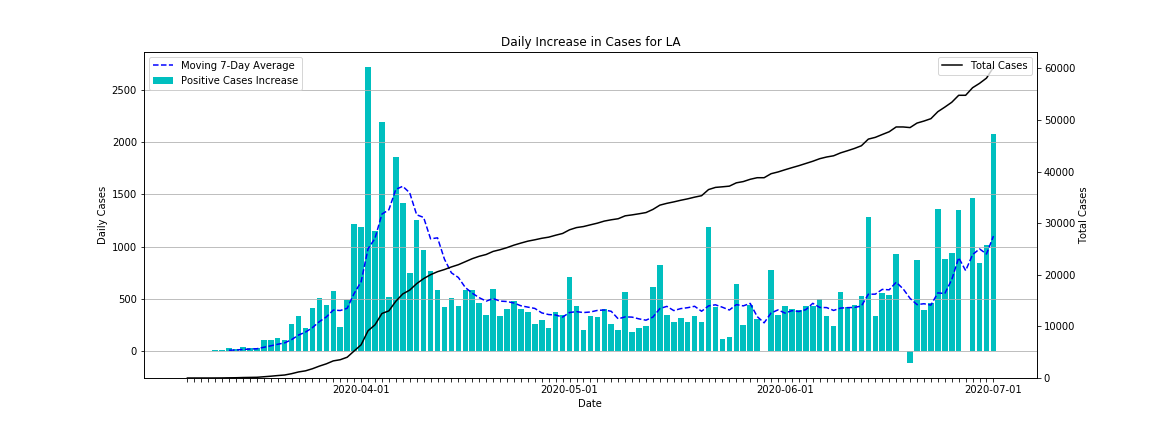 Daily Increase in Cases for LA
Moving 7-Day Average
Positive Cases Increase
Total Cases
2500
2000
1500
1000
500
0
Daily Cases
60000
50000
40000
30000
20000
10000
0
Total Cases
2020-04-01
2020-05-01
2020-06-01
2020-07-01
Date